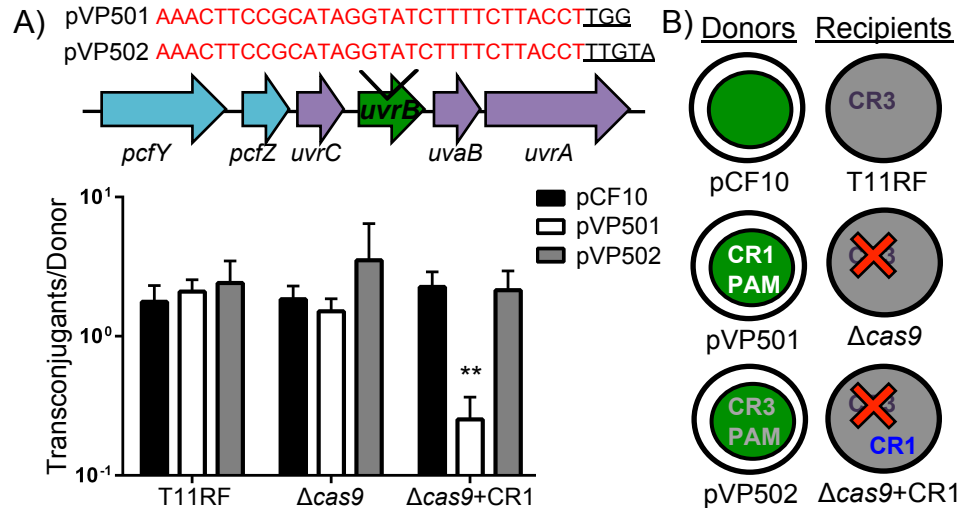 A)
pVP501 AAACTTCCGCATAGGTATCTTTTCTTACCTTGG
pVP502 AAACTTCCGCATAGGTATCTTTTCTTACCTTTGTA
pcfY pcfZ uvrC uvrB uvaB uvrA
Transconjugants/Donor
10¹
10⁰
10⁻¹
pCF10
pVP501
pVP502
**
T11RF Δcas9 Δcas9+CR1
B) Donors Recipients
CR3
pCF10 T11RF
CR1
PAM
CR3
pVP501 Δcas9
CR3
PAM
CR3
CR1
pVP502 Δcas9+CR1